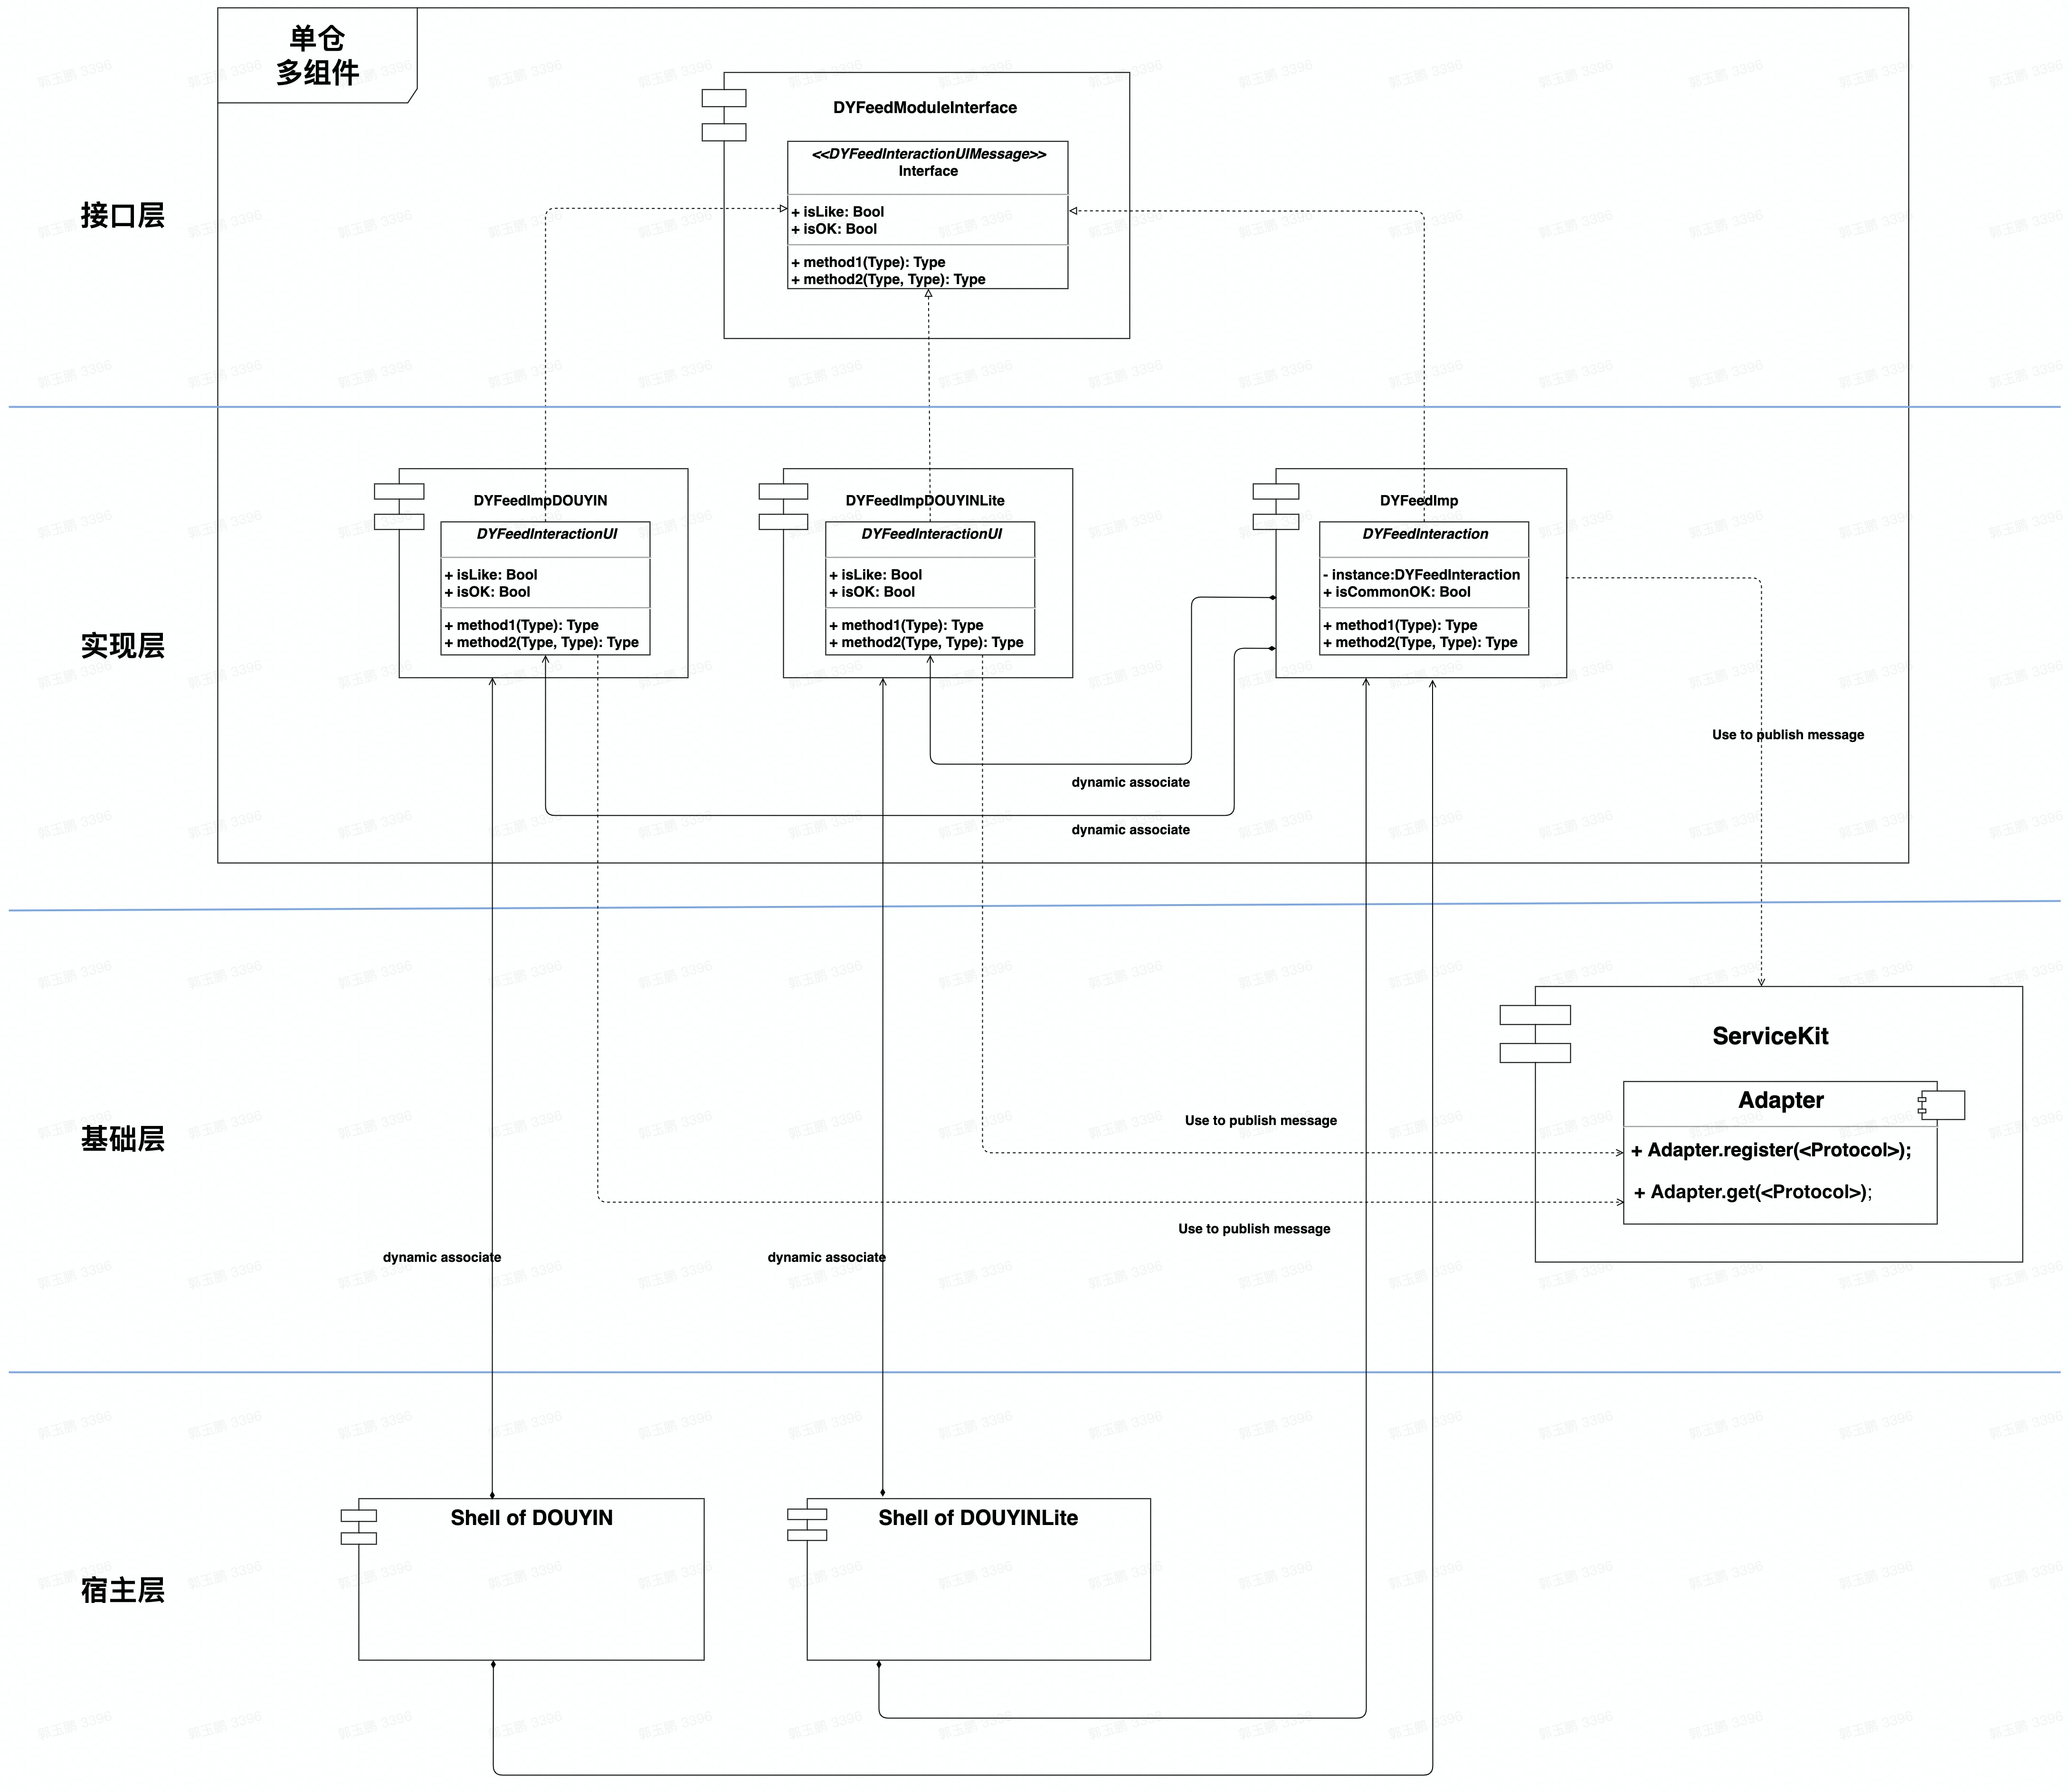 单仓
多组件
DYFeedModuleInterface
<<DYFeedInteractionUIMessage>>
Interface
+ isLike: Bool
+ isOK: Bool
+ method1(Type): Type
+ method2(Type, Type): Type
接口层
DYFeedImpDOUYIN
DYFeedInteractionUI
+ isLike: Bool
+ isOK: Bool
+ method1(Type): Type
+ method2(Type, Type): Type
DYFeedImpDOUYINLite
DYFeedInteractionUI
+ isLike: Bool
+ isOK: Bool
+ method1(Type): Type
+ method2(Type, Type): Type
DYFeedImp
DYFeedInteraction
- instance:DYFeedInteraction
+ isCommonOK: Bool
+ method1(Type): Type
+ method2(Type, Type): Type
实现层
Use to publish message
dynamic associate
dynamic associate
ServiceKit
Adapter
+ Adapter.register(<Protocol>);
+ Adapter.get(<Protocol>);
基础层
Use to publish message
Use to publish message
dynamic associate
dynamic associate
Shell of DOUYIN
Shell of DOUYINLite
宿主层
郭玉鹏 3396